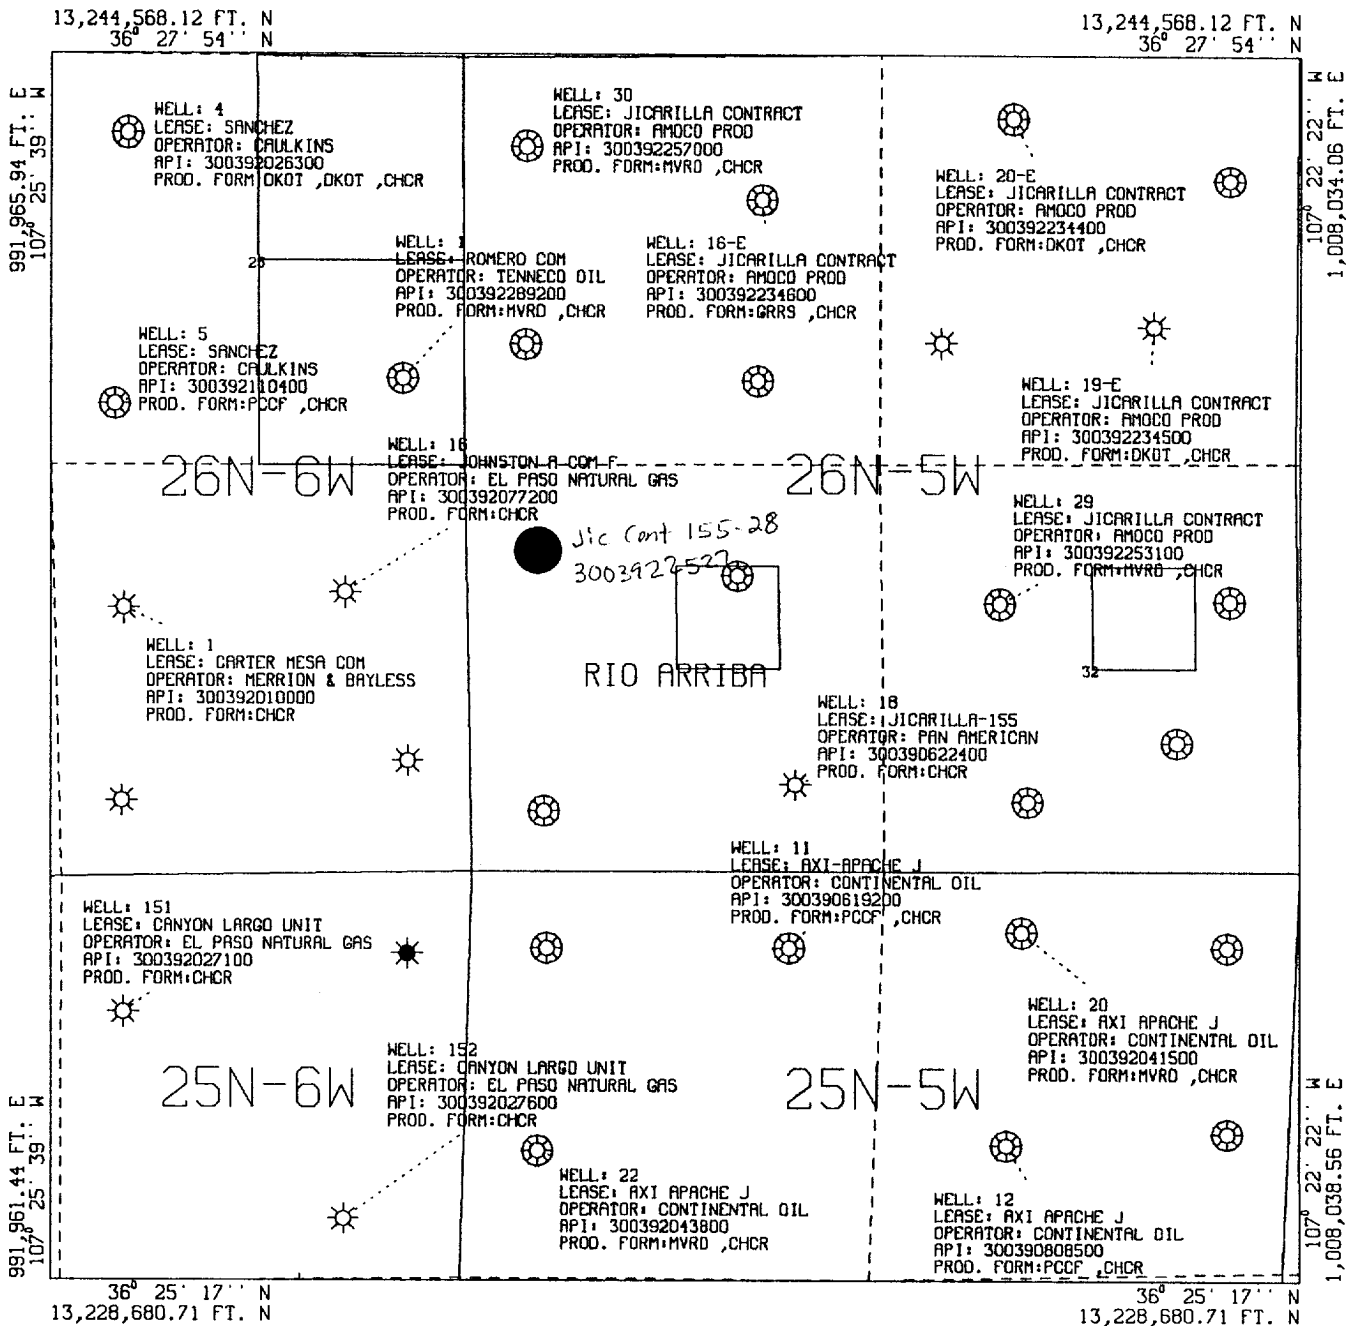 13,244,568.12 FT. N
36° 27' 54'' N
13,244,568.12 FT. N
36° 27' 54'' N
991,965.94 FT. E
107° 25' 39'' W
1,008,034.06 FT. E
107° 22' 22'' W
WELL: 4
LEASE: SANCHEZ
OPERATOR: CAULKINS
API: 300392026300
PROD. FORM:DKOT ,DKOT ,CHCR
WELL: 30
LEASE: JICARILLA CONTRACT
OPERATOR: AMOCO PROD
API: 300392257000
PROD. FORM:MVRD ,CHCR
WELL: 20-E
LEASE: JICARILLA CONTRACT
OPERATOR: AMOCO PROD
API: 300392234400
PROD. FORM:DKOT ,CHCR
WELL: 1
LEASE: ROMERO COM
OPERATOR: TENNECO OIL
API: 300392289200
PROD. FORM:MVRD ,CHCR
WELL: 16-E
LEASE: JICARILLA CONTRACT
OPERATOR: AMOCO PROD
API: 300392234600
PROD. FORM:GRRS ,CHCR
WELL: 5
LEASE: SANCHEZ
OPERATOR: CAULKINS
API: 300392110400
PROD. FORM:PCCF ,CHCR
WELL: 19-E
LEASE: JICARILLA CONTRACT
OPERATOR: AMOCO PROD
API: 300392234500
PROD. FORM:DKOT ,CHCR
WELL: 16
LEASE: JOHNSTON A COM F
OPERATOR: EL PASO NATURAL GAS
API: 300392077200
PROD. FORM:CHCR
26N-6W
26N-5W
Jic Cont 155-28
3003922527
WELL: 29
LEASE: JICARILLA CONTRACT
OPERATOR: AMOCO PROD
API: 300392253100
PROD. FORM:MVRD ,CHCR
WELL: 1
LEASE: CARTER MESA COM
OPERATOR: MERRION & BAYLESS
API: 300392010000
PROD. FORM:CHCR
RIO ARRIBA
32
WELL: 18
LEASE: JICARILLA-155
OPERATOR: PAN AMERICAN
API: 300390622400
PROD. FORM:CHCR
WELL: 11
LEASE: AXI-APACHE J
OPERATOR: CONTINENTAL OIL
API: 300390619200
PROD. FORM:PCCF ,CHCR
WELL: 151
LEASE: CANYON LARGO UNIT
OPERATOR: EL PASO NATURAL GAS
API: 300392027100
PROD. FORM:CHCR
WELL: 20
LEASE: AXI APACHE J
OPERATOR: CONTINENTAL OIL
API: 300392041500
PROD. FORM:MVRD ,CHCR
WELL: 152
LEASE: CANYON LARGO UNIT
OPERATOR: EL PASO NATURAL GAS
API: 300392027600
PROD. FORM:CHCR
25N-6W
25N-5W
WELL: 22
LEASE: AXI APACHE J
OPERATOR: CONTINENTAL OIL
API: 300392043800
PROD. FORM:MVRD ,CHCR
WELL: 12
LEASE: AXI APACHE J
OPERATOR: CONTINENTAL OIL
API: 300390808500
PROD. FORM:PCCF ,CHCR
991,961.44 FT. E
107° 25' 39'' W
1,008,038.56 FT. E
107° 22' 22'' W
36° 25' 17'' N
13,228,680.71 FT. N
36° 25' 17'' N
13,228,680.71 FT. N